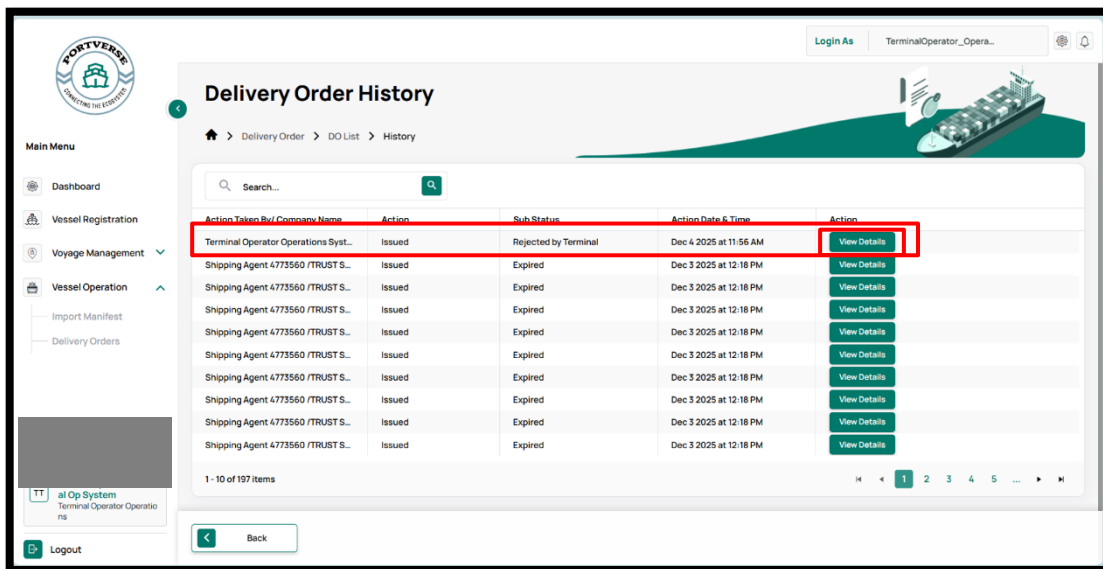 PORTVERSE
CONNECTING THE ECOSYSTEM
Login As
TerminalOperator_Opera...
Delivery Order History
Delivery Order > DO List > History
Main Menu
Dashboard
Vessel Registration
Voyage Management
Vessel Operation
Import Manifest
Delivery Orders
Search...
Action Taken By/ Company Name Action Sub Status Action Date & Time Action
Terminal Operator Operations Syst... Issued Rejected by Terminal Dec 4 2025 at 11:56 AM View Details
Shipping Agent 4773560 /TRUST S... Issued Expired Dec 3 2025 at 12:18 PM View Details
Shipping Agent 4773560 /TRUST S... Issued Expired Dec 3 2025 at 12:18 PM View Details
Shipping Agent 4773560 /TRUST S... Issued Expired Dec 3 2025 at 12:18 PM View Details
Shipping Agent 4773560 /TRUST S... Issued Expired Dec 3 2025 at 12:18 PM View Details
Shipping Agent 4773560 /TRUST S... Issued Expired Dec 3 2025 at 12:18 PM View Details
Shipping Agent 4773560 /TRUST S... Issued Expired Dec 3 2025 at 12:18 PM View Details
Shipping Agent 4773560 /TRUST S... Issued Expired Dec 3 2025 at 12:18 PM View Details
Shipping Agent 4773560 /TRUST S... Issued Expired Dec 3 2025 at 12:18 PM View Details
Shipping Agent 4773560 /TRUST S... Issued Expired Dec 3 2025 at 12:18 PM View Details
1 - 10 of 197 items
1 2 3 4 5 ...
TT
al Op System
Terminal Operator Operatio
ns
Back
Logout